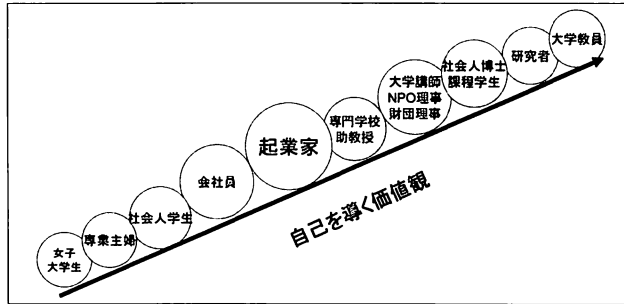 女子
大学生
専業主婦
社会人学生
会社員
起業家
専門学校
助教授
大学講師
NPO理事
財団理事
社会人博士
課程学生
研究者
大学教員
自己を導く価値観